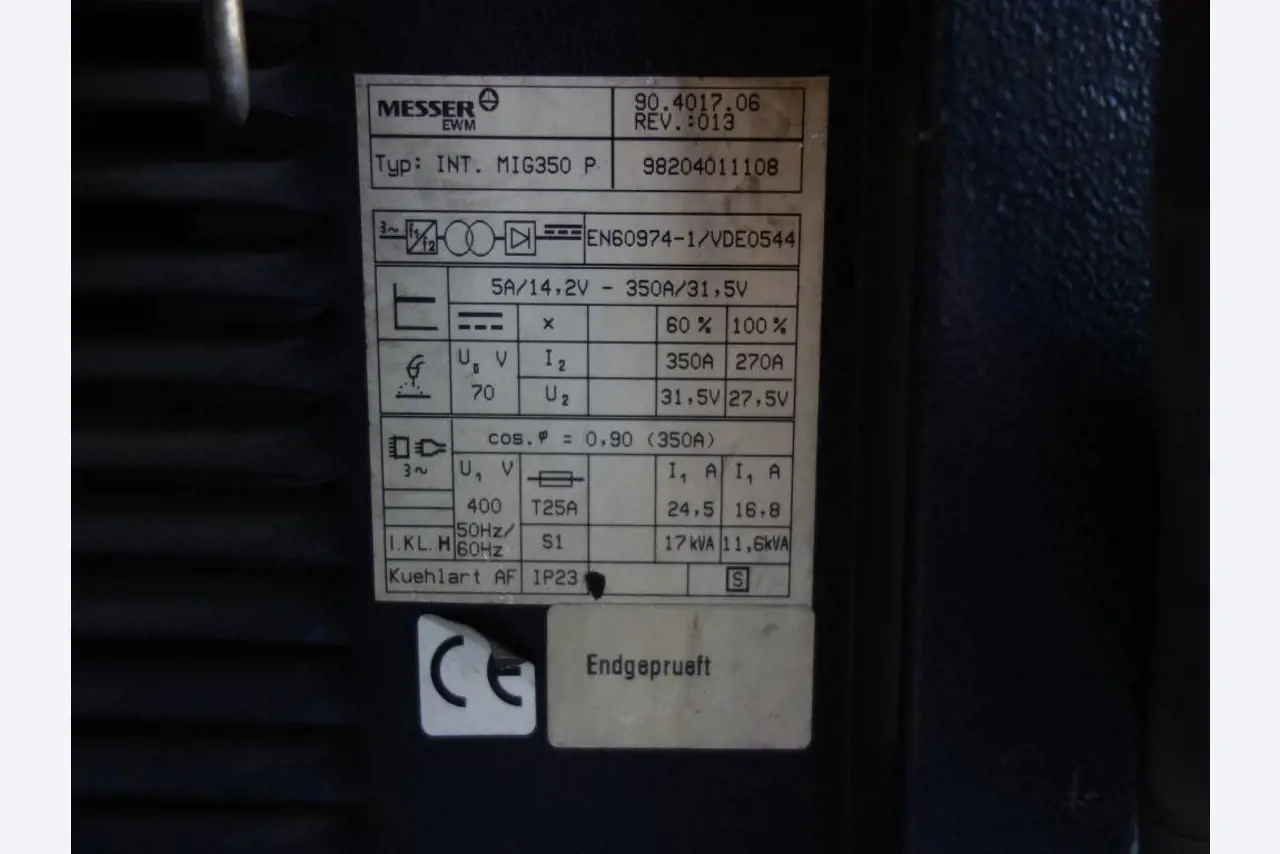 MESSER
EWM
90.4017.06
REV.:013
Typ: INT. MIG350 P
98204011108
3~ f1/f2
EN60974-1/VDE0544
5A/14,2V - 350A/31,5V
X 60% 100%
U0 V I2 350A 270A
70 U2 31,5V 27,5V
cos.φ = 0,90 (350A)
3~ U1 V I1 A I1 A
400 T25A 24,5 16,8
I.KL.H 50Hz/60Hz S1 17kVA 11,6kVA
Kuehlart AF IP23 S
CE
Endgeprueft